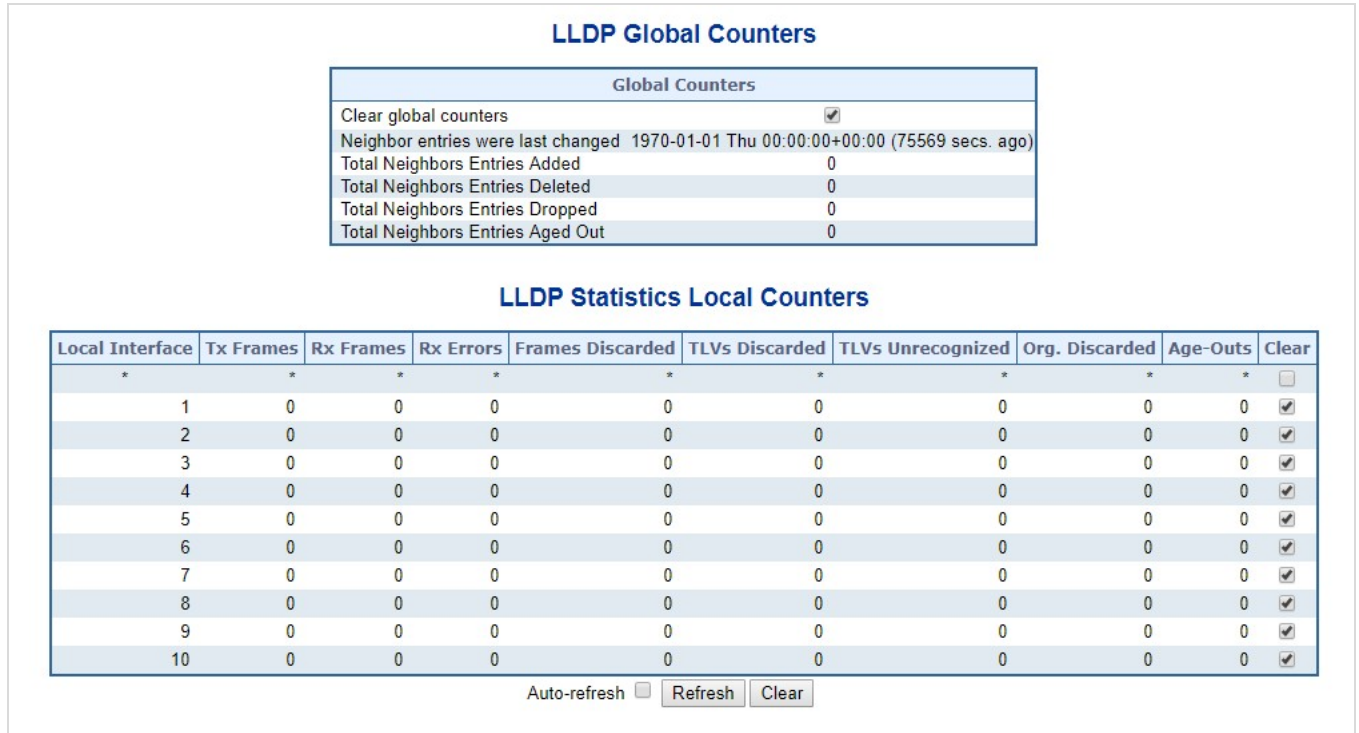 LLDP Global Counters
Global Counters
Clear global counters
Neighbor entries were last changed 1970-01-01 Thu 00:00:00+00:00 (75569 secs. ago)
Total Neighbors Entries Added 0
Total Neighbors Entries Deleted 0
Total Neighbors Entries Dropped 0
Total Neighbors Entries Aged Out 0
LLDP Statistics Local Counters
Local Interface Tx Frames Rx Frames Rx Errors Frames Discarded TLVs Discarded TLVs Unrecognized Org. Discarded Age-Outs Clear
* * * * * * * * *
1 0 0 0 0 0 0 0 0
2 0 0 0 0 0 0 0 0
3 0 0 0 0 0 0 0 0
4 0 0 0 0 0 0 0 0
5 0 0 0 0 0 0 0 0
6 0 0 0 0 0 0 0 0
7 0 0 0 0 0 0 0 0
8 0 0 0 0 0 0 0 0
9 0 0 0 0 0 0 0 0
10 0 0 0 0 0 0 0 0
Auto-refresh Refresh Clear